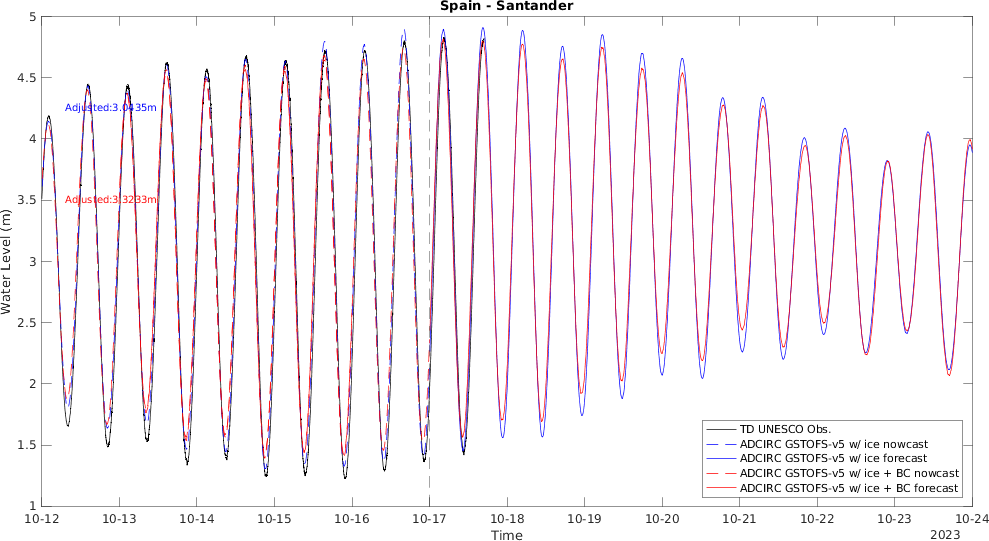 Spain - Santander
5
4.5
4
3.5
3
2.5
2
1.5
1
Water Level (m)
Adjusted:3.0435m
Adjusted:3.3233m
TD UNESCO Obs.
ADCIRC GSTOFS-v5 w/ ice nowcast
ADCIRC GSTOFS-v5 w/ ice forecast
ADCIRC GSTOFS-v5 w/ ice + BC nowcast
ADCIRC GSTOFS-v5 w/ ice + BC forecast
10-12 10-13 10-14 10-15 10-16 10-17 10-18 10-19 10-20 10-21 10-22 10-23 10-24
Time
2023